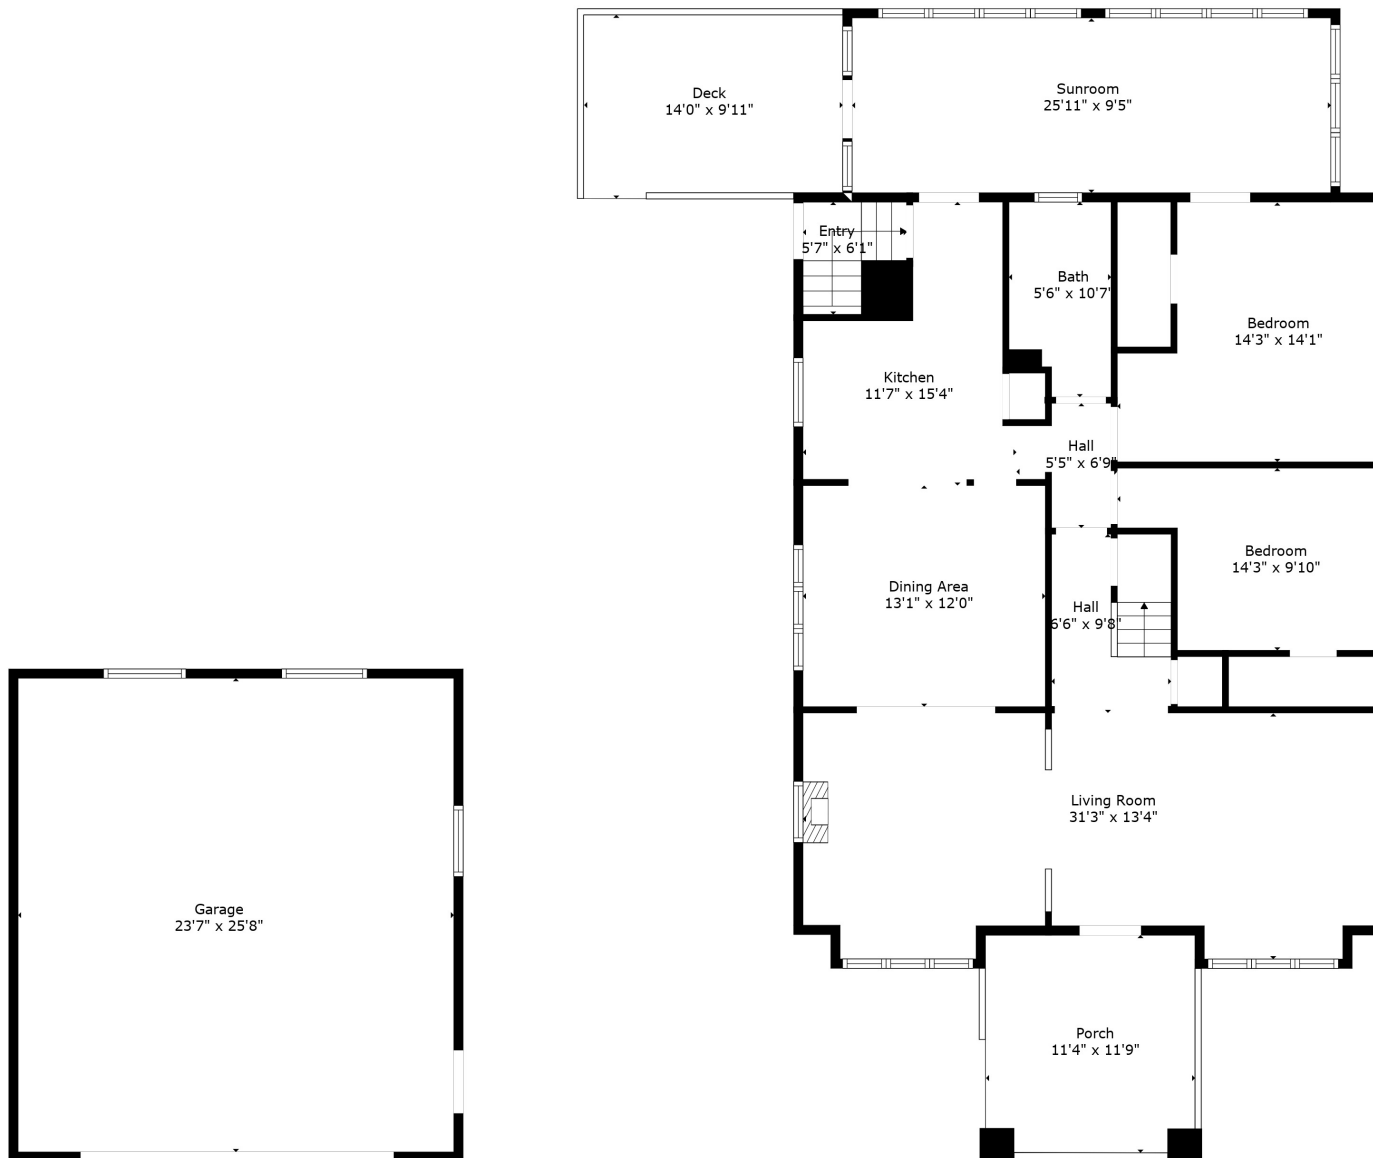 Deck
14'0" x 9'11"
Sunroom
25'11" x 9'5"
Entry
5'7" x 6'1"
Bath
5'6" x 10'7"
Bedroom
14'3" x 14'1"
Kitchen
11'7" x 15'4"
Hall
5'5" x 6'9"
Bedroom
14'3" x 9'10"
Dining Area
13'1" x 12'0"
Hall
6'6" x 9'8"
Living Room
31'3" x 13'4"
Garage
23'7" x 25'8"
Porch
11'4" x 11'9"